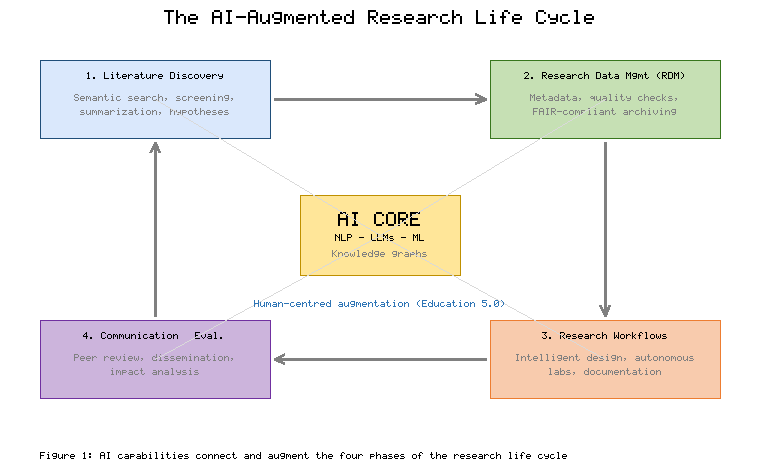 The AI-Augmented Research Life Cycle
1. Literature Discovery
Semantic search, screening,
summarization, hypotheses
2. Research Data Mgmt (RDM)
Metadata, quality checks,
FAIR-compliant archiving
AI CORE
NLP - LLMs - ML
Knowledge graphs
Human-centred augmentation (Education 5.0)
4. Communication  Eval.
Peer review, dissemination,
impact analysis
3. Research Workflows
Intelligent design, autonomous
labs, documentation
Figure 1: AI capabilities connect and augment the four phases of the research life cycle